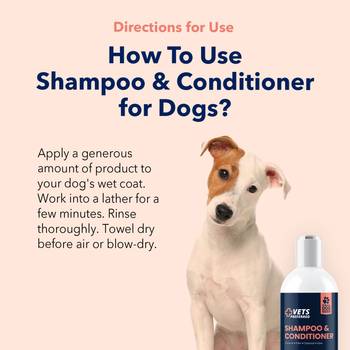 Directions for Use
How To Use
Shampoo & Conditioner
for Dogs?
Apply a generous
amount of product to
your dog's wet coat.
Work into a lather for a
few minutes. Rinse
thoroughly. Towel dry
before air or blow-dry.
VETS
PREFERRED
SHAMPOO &
CONDITIONER